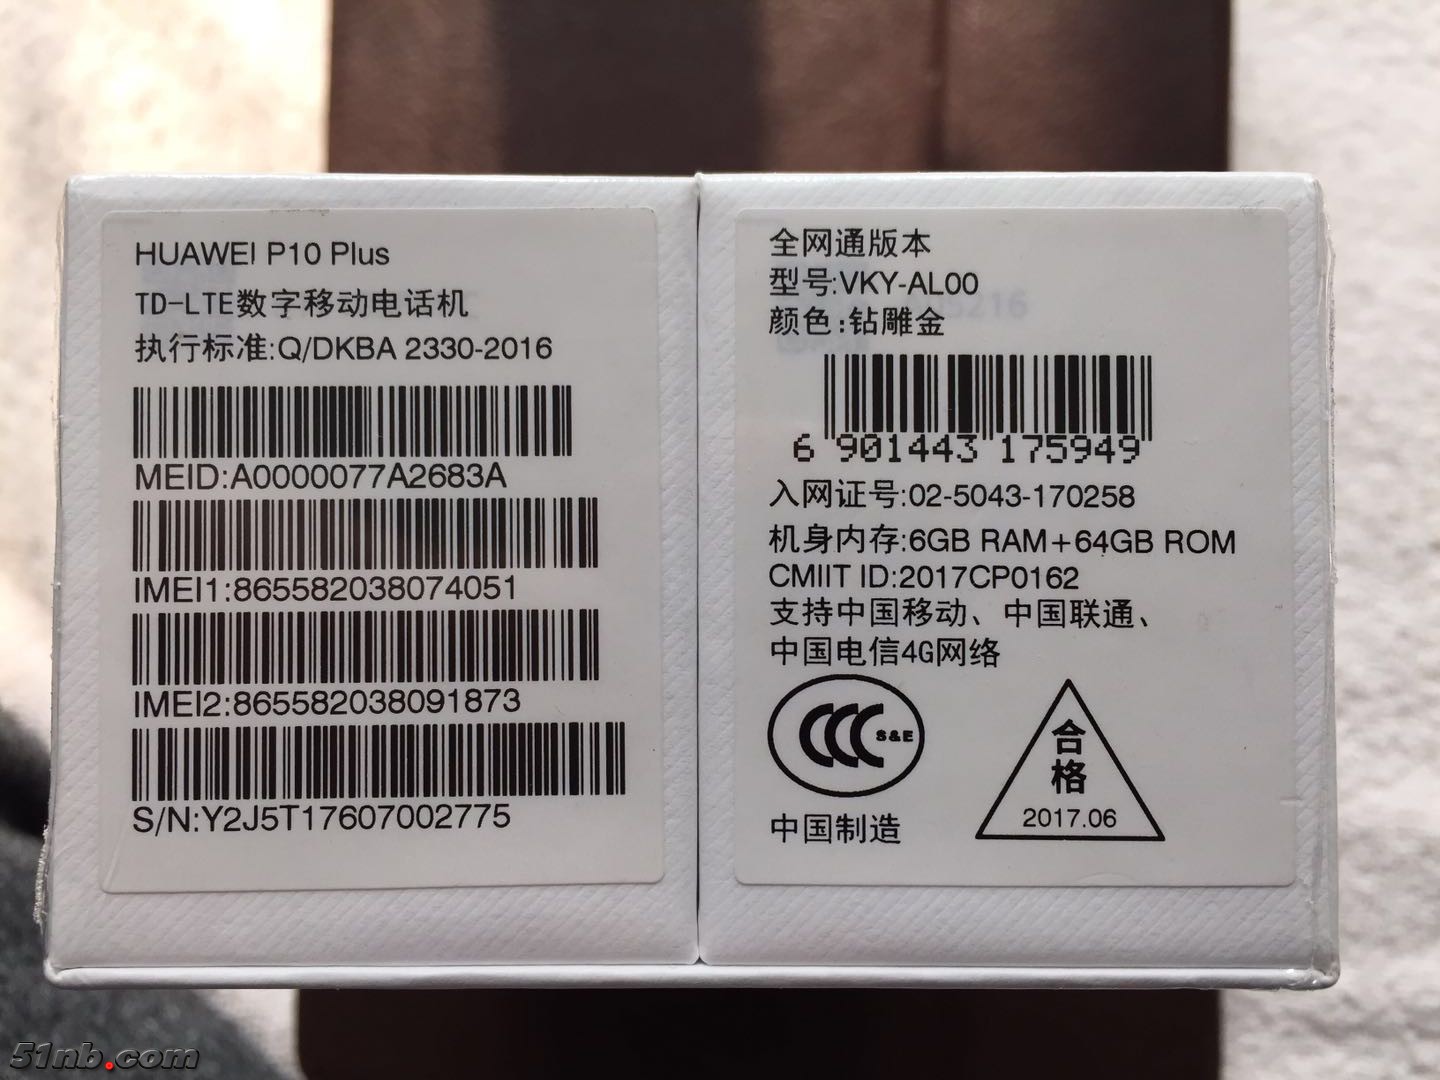 HUAWEI P10 Plus
TD-LTE数字移动电话机
执行标准:Q/DKBA 2330-2016
MEID:A0000077A2683A
IMEI1:865582038074051
IMEI2:865582038091873
S/N:Y2J5T17607002775
全网通版本
型号:VKY-AL00
颜色:钻雕金
6 901443 175949
入网证号:02-5043-170258
机身内存:6GB RAM+64GB ROM
CMIIT ID:2017CP0162
支持中国移动、中国联通、
中国电信4G网络
CCC S&E
合格
2017.06
中国制造
51nb.com